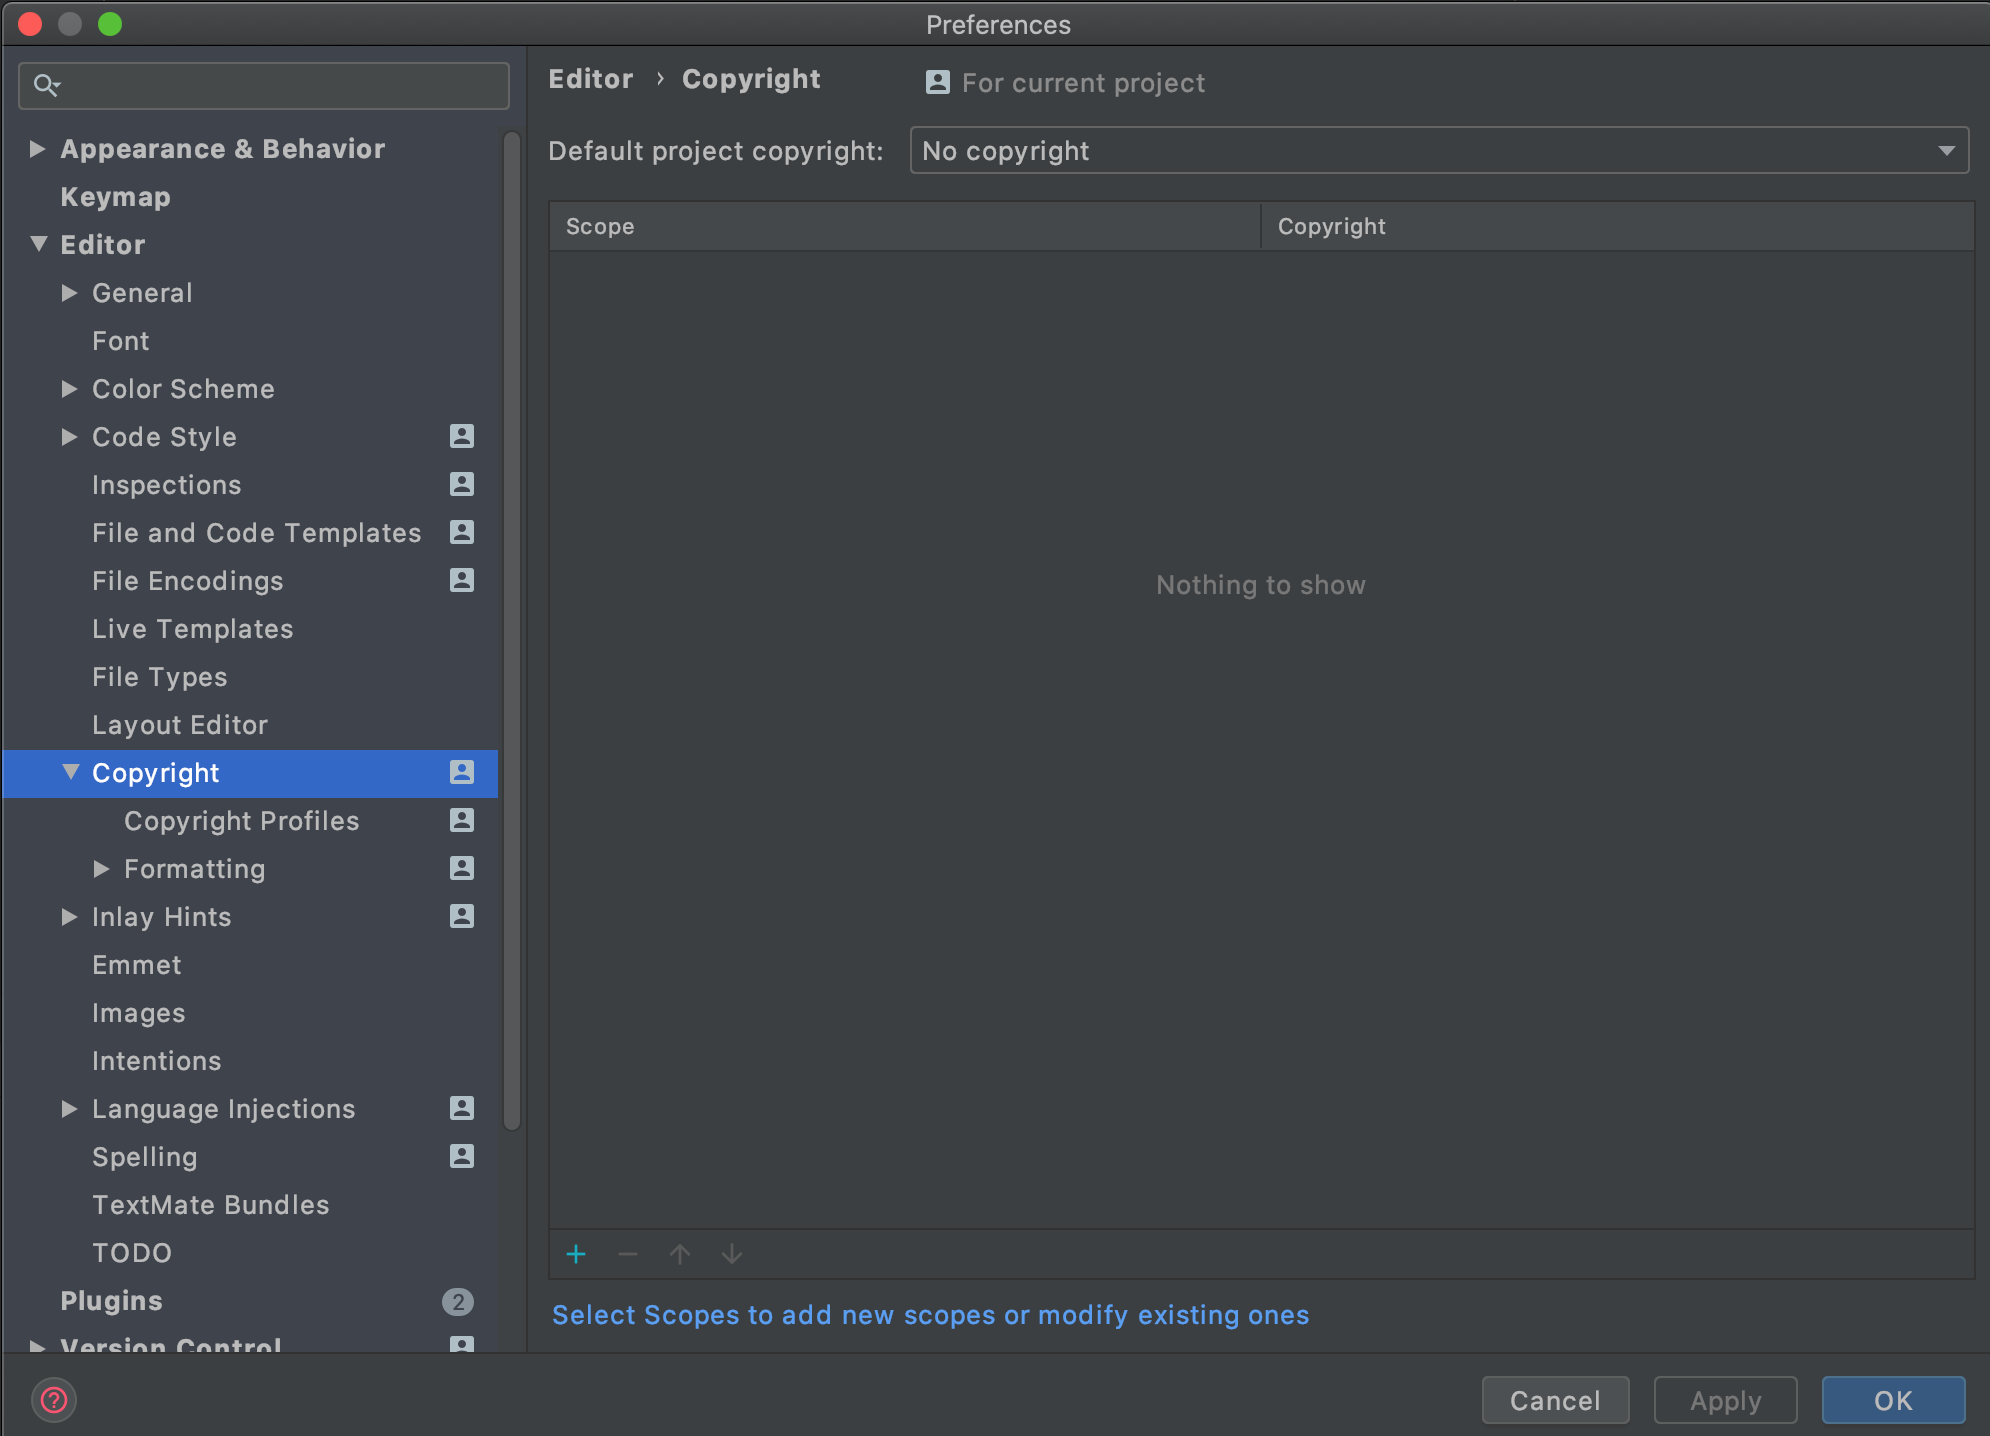 Preferences
Editor › Copyright
For current project
Appearance & Behavior
Keymap
Editor
General
Font
Color Scheme
Code Style
Inspections
File and Code Templates
File Encodings
Live Templates
File Types
Layout Editor
Copyright
Copyright Profiles
Formatting
Inlay Hints
Emmet
Images
Intentions
Language Injections
Spelling
TextMate Bundles
TODO
Plugins 2
Version Control
Default project copyright: No copyright
Scope Copyright
Nothing to show
Select Scopes to add new scopes or modify existing ones
?
Cancel Apply OK